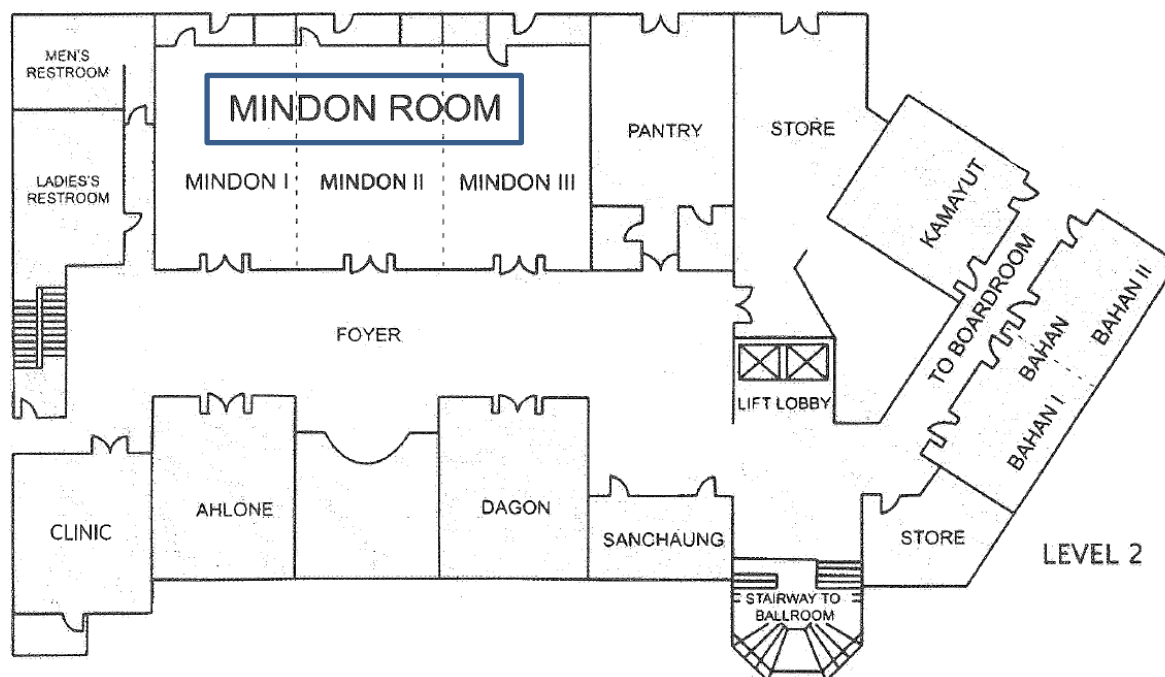 MEN'S
RESTROOM
MINDON ROOM
PANTRY
STORE
LADIES'S
RESTROOM
MINDON I
MINDON II
MINDON III
KAMAYUT
TO BOARDROOM
BAHAN
BAHAN II
BAHAN I
FOYER
LIFT LOBBY
CLINIC
AHLONE
DAGON
SANCHAUNG
STORE
LEVEL 2
STAIRWAY TO
BALLROOM